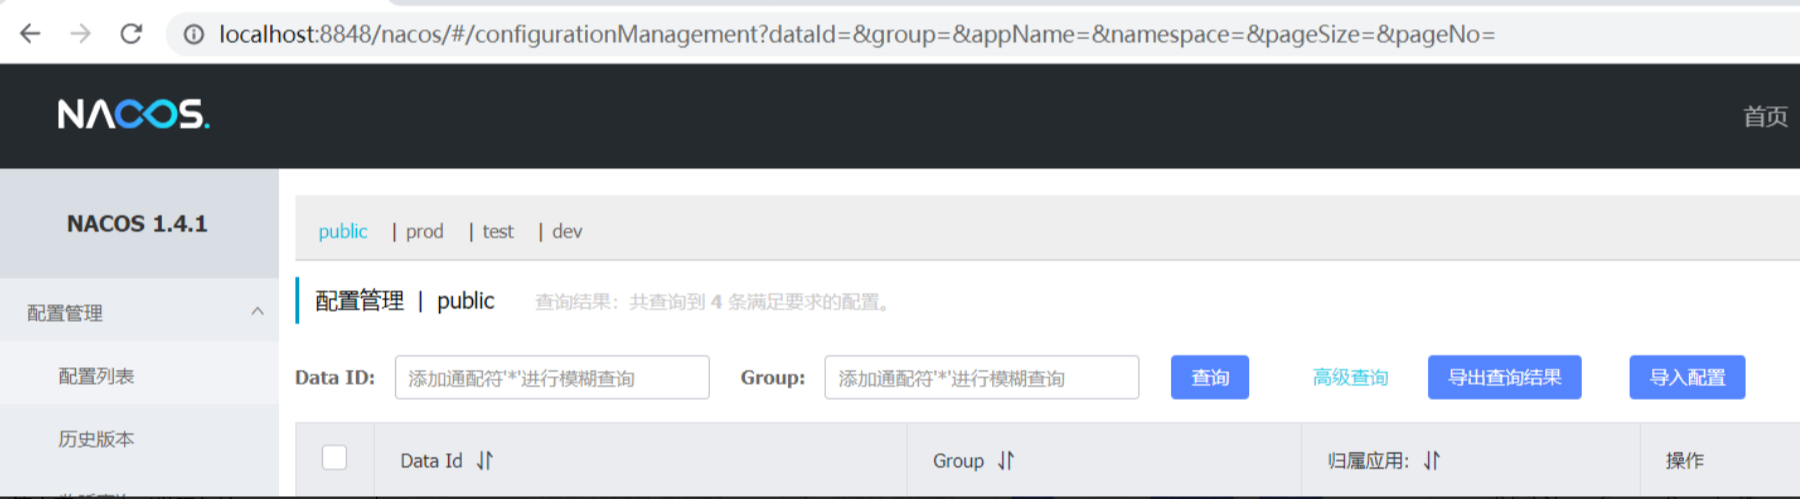 localhost:8848/nacos/#/configurationManagement?dataId=&group=&appName=&namespace=&pageSize=&pageNo=
NACOS.
首页
NACOS 1.4.1
public | prod | test | dev
配置管理
配置管理 | public 查询结果：共查询到 4 条满足要求的配置。
配置列表
Data ID: 添加通配符'*'进行模糊查询 Group: 添加通配符'*'进行模糊查询 查询 高级查询 导出查询结果 导入配置
历史版本
Data Id Group 归属应用: 操作